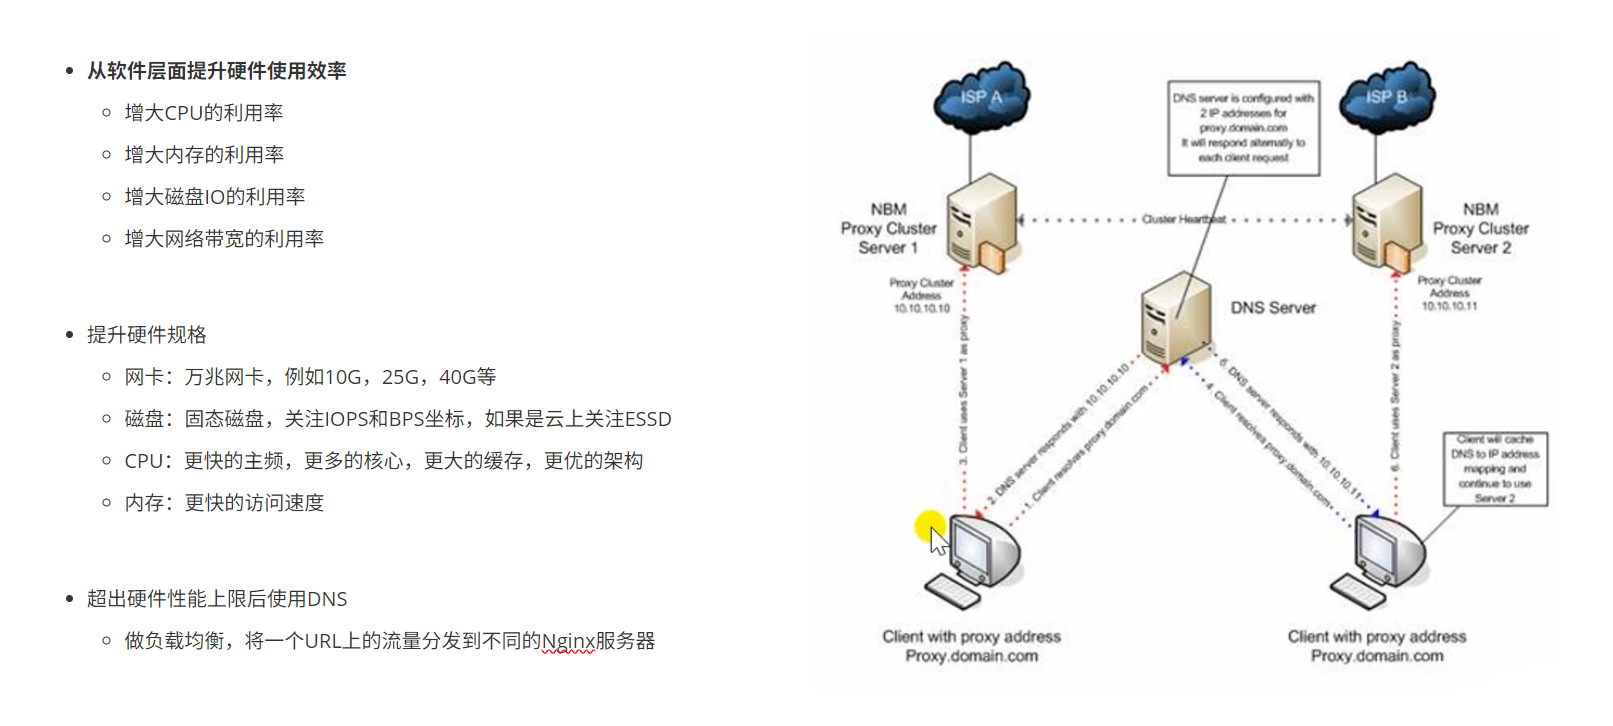 从软件层面提升硬件使用效率
增大CPU的利用率
增大内存的利用率
增大磁盘IO的利用率
增大网络带宽的利用率
提升硬件规格
网卡：万兆网卡，例如10G，25G，40G等
磁盘：固态磁盘，关注IOPS和BPS坐标，如果是云上关注ESSD
CPU：更快的主频，更多的核心，更大的缓存，更优的架构
内存：更快的访问速度
超出硬件性能上限后使用DNS
做负载均衡，将一个URL上的流量分发到不同的Nginx服务器
ISP A
DNS server is configured with
2 IP addresses for
proxy.domain.com
It will respond alternately to
each client request
ISP B
NBM
Proxy Cluster
Server 1
Cluster Heartbeat
NBM
Proxy Cluster
Server 2
Proxy Cluster
Address
10.10.10.10
DNS Server
Proxy Cluster
Address
10.10.10.11
3. Client uses Server 1 as proxy
2. DNS server responds with 10.10.10.10
1. Client resolves proxy.domain.com
5. DNS server responds with 10.10.10.11
4. Client resolves proxy.domain.com
6. Client uses Server 2 as proxy
Client will cache
DNS to IP address
mapping and
continue to use
Server 2
Client with proxy address
Proxy.domain.com
Client with proxy address
Proxy.domain.com